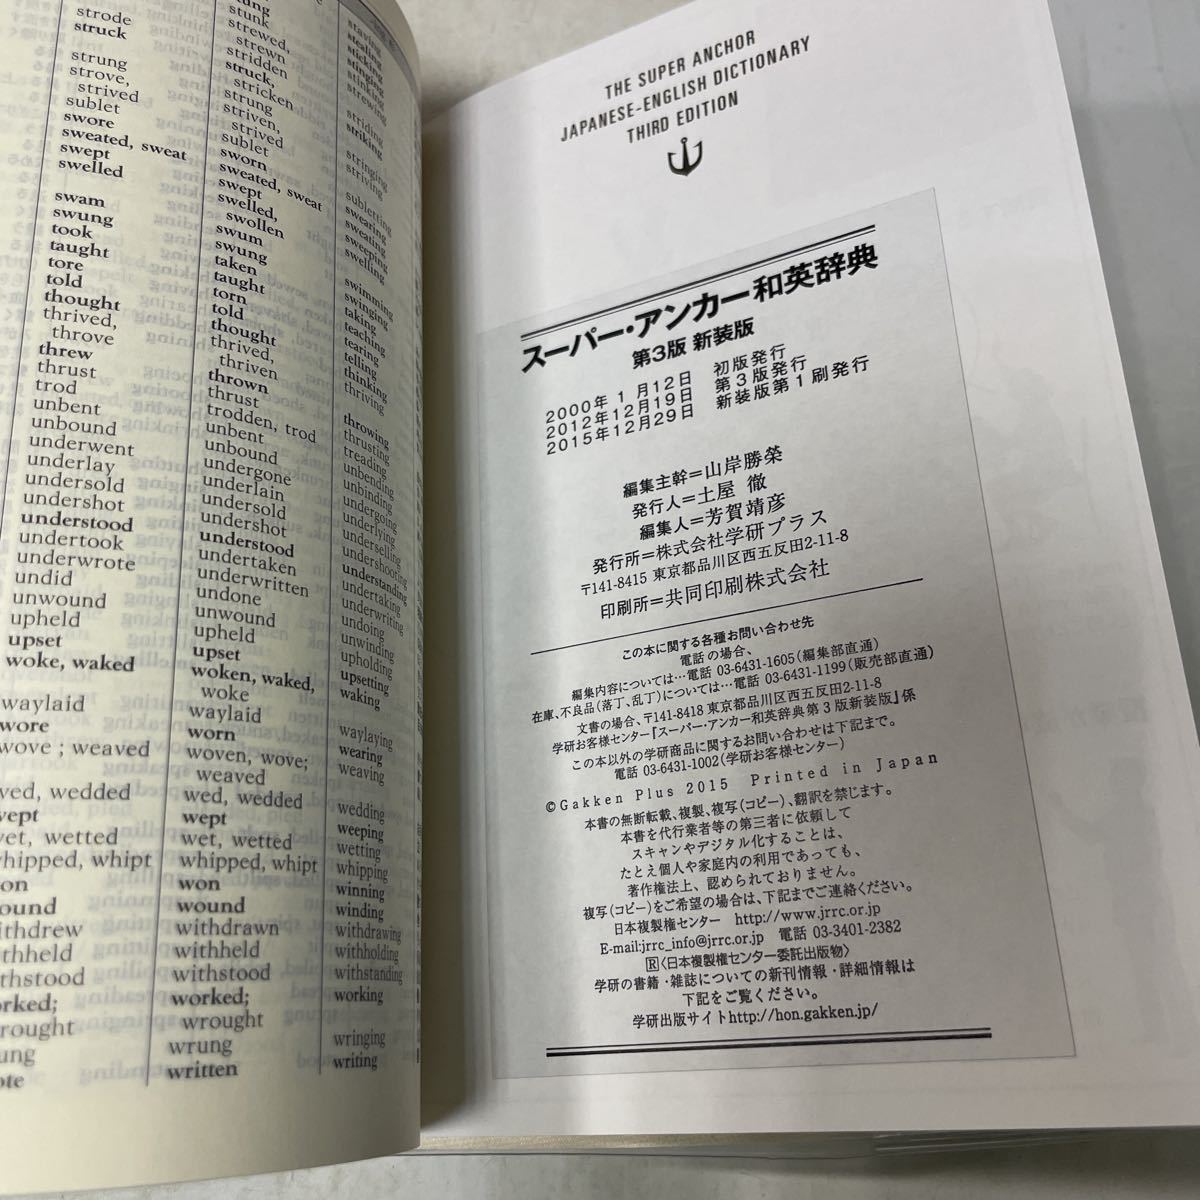 strode
struck
strung
strove,
strived
sublet
swore
sweated, sweat
swept
swelled
swam
swung
took
taught
tore
told
thought
thrived,
throve
threw
thrust
trod
unbent
unbound
underwent
underlay
undersold
undershot
understood
undertook
underwrote
undid
unwound
upheld
upset
woke, waked
waylaid
wore
wove ; weaved
wed, wedded
wept
wet, wetted
whipped, whipt
won
wound
withdrew
withheld
withstood
worked;
wrought
stunk
strewed,
strewn
stridden
struck,
stricken
strung
striven,
strived
sublet
sworn
sweated, sweat
swept
swelled,
swollen
swum
swung
taken
taught
torn
told
thought
thrived,
thriven
thrown
thrust
trodden, trod
unbent
unbound
undergone
underlain
undersold
undershot
understood
undertaken
underwritten
undone
unwound
upheld
upset
woken, waked,
woke
waylaid
worn
woven, wove;
weaved
wed, wedded
wept
wet, wetted
whipped, whipt
won
wound
withdrawn
withheld
withstood
worked;
wrought
wrung
written
staving
stealing
sticking
stinging
stinking
strewing
striding
striking
stringing
striving
subletting
swearing
sweating
sweeping
swelling
swimming
swinging
taking
teaching
tearing
telling
thinking
thriving
throwing
thrusting
treading
unbending
unbinding
undergoing
underlying
underselling
undershooting
understanding
undertaking
underwriting
undoing
unwinding
upholding
upsetting
waking
waylaying
wearing
weaving
wedding
weeping
wetting
whipping
winning
winding
withdrawing
withholding
withstanding
working
wringing
writing
THE SUPER ANCHOR
JAPANESE-ENGLISH DICTIONARY
THIRD EDITION
スーパー・アンカー和英辞典
第3版 新装版
2000年 1月12日 初版発行
2012年12月19日 第3版発行
2015年12月29日 新装版第1刷発行
編集主幹=山岸勝榮
発行人=土屋 徹
編集人=芳賀靖彦
発行所=株式会社学研プラス
〒141-8415 東京都品川区西五反田2-11-8
印刷所=共同印刷株式会社
この本に関する各種お問い合わせ先
電話の場合、
編集内容については…電話 03-6431-1605(編集部直通)
在庫、不良品(落丁、乱丁)については…電話 03-6431-1199(販売部直通)
文書の場合、〒141-8418 東京都品川区西五反田2-11-8
学研お客様センター『スーパー・アンカー和英辞典第3版新装版』係
この本以外の学研商品に関するお問い合わせは下記まで。
電話 03-6431-1002(学研お客様センター)
©Gakken Plus 2015 Printed in Japan
本書の無断転載、複製、複写(コピー)、翻訳を禁じます。
本書を代行業者等の第三者に依頼して
スキャンやデジタル化することは、
たとえ個人や家庭内の利用であっても、
著作権法上、認められておりません。
複写(コピー)をご希望の場合は、下記までご連絡ください。
日本複製権センター http://www.jrrc.or.jp
E-mail:jrrc_info@jrrc.or.jp 電話 03-3401-2382
R〈日本複製権センター委託出版物〉
学研の書籍・雑誌についての新刊情報・詳細情報は
下記をご覧ください。
学研出版サイトhttp://hon.gakken.jp/